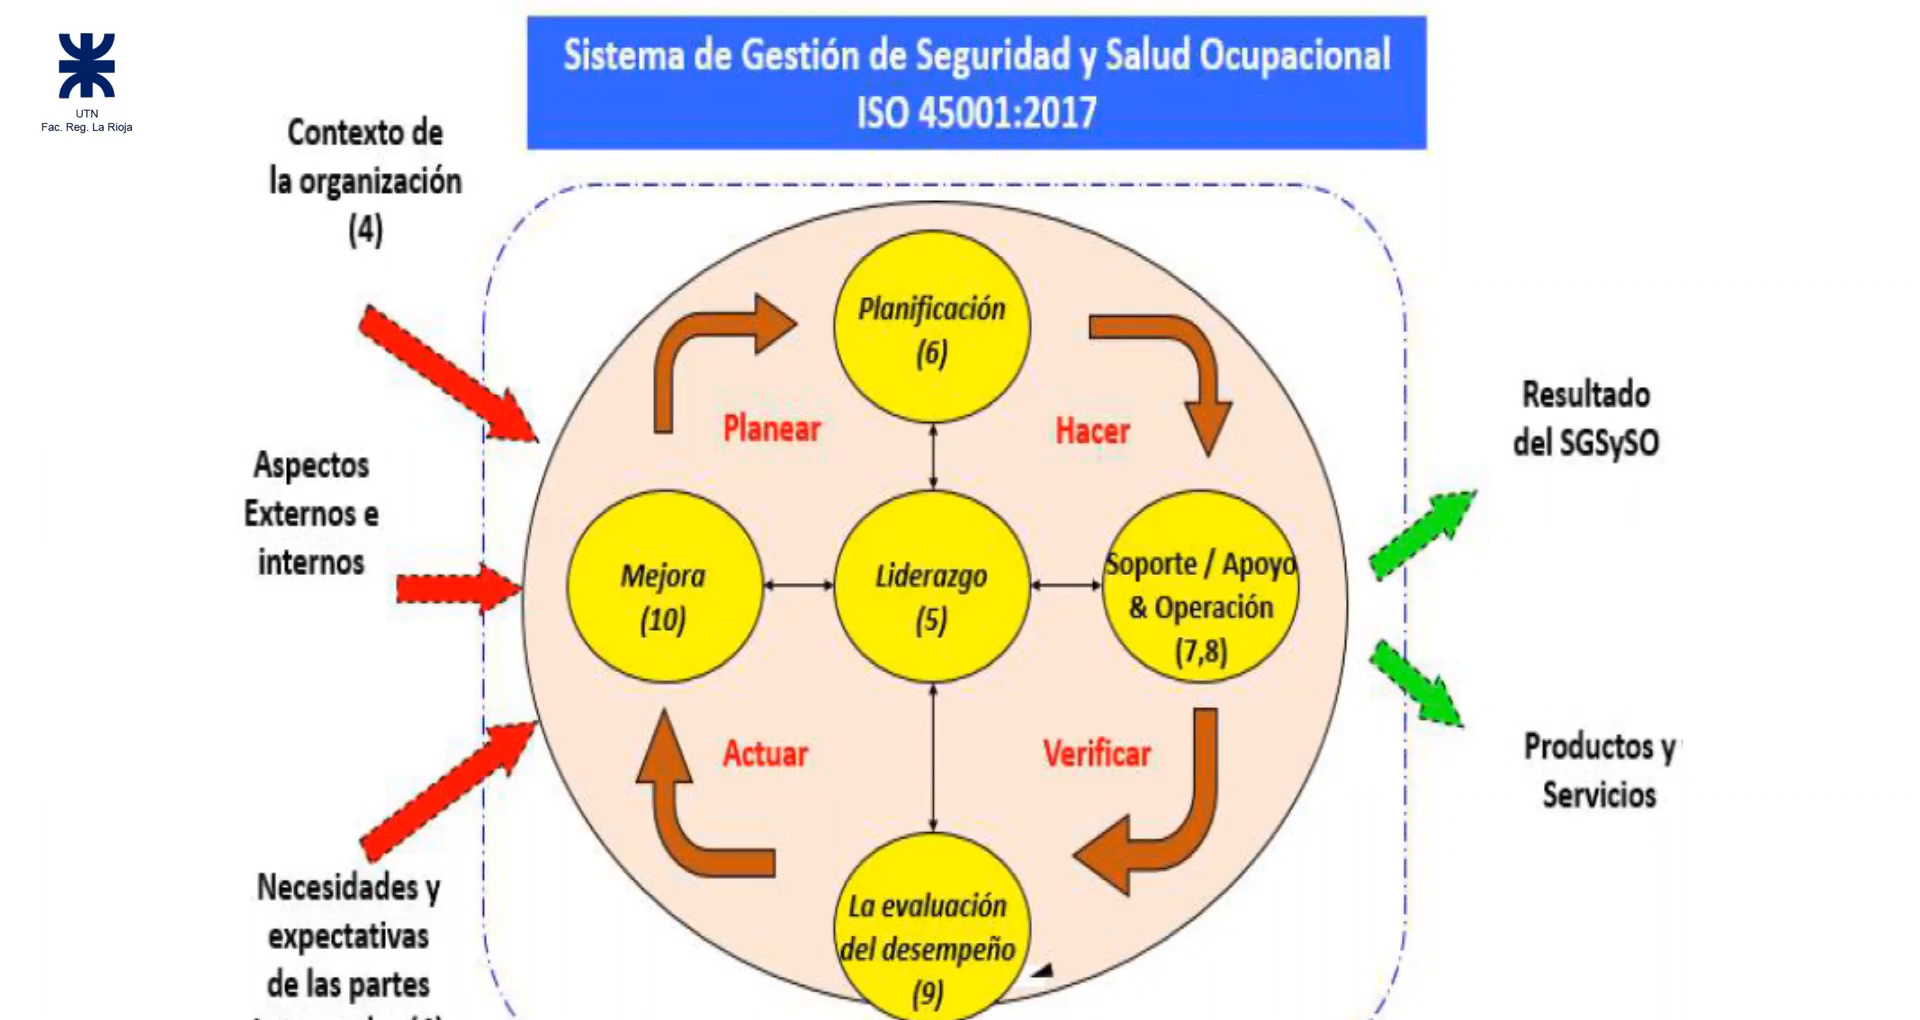 UTN
Fac. Reg. La Rioja
Sistema de Gestión de Seguridad y Salud Ocupacional
ISO 45001:2017
Contexto de
la organización
(4)
Aspectos
Externos e
internos
Necesidades y
expectativas
de las partes
Planificación
(6)
Planear
Hacer
Mejora
(10)
Liderazgo
(5)
Soporte / Apoyo
& Operación
(7,8)
Actuar
Verificar
La evaluación
del desempeño
(9)
Resultado
del SGSySO
Productos y
Servicios